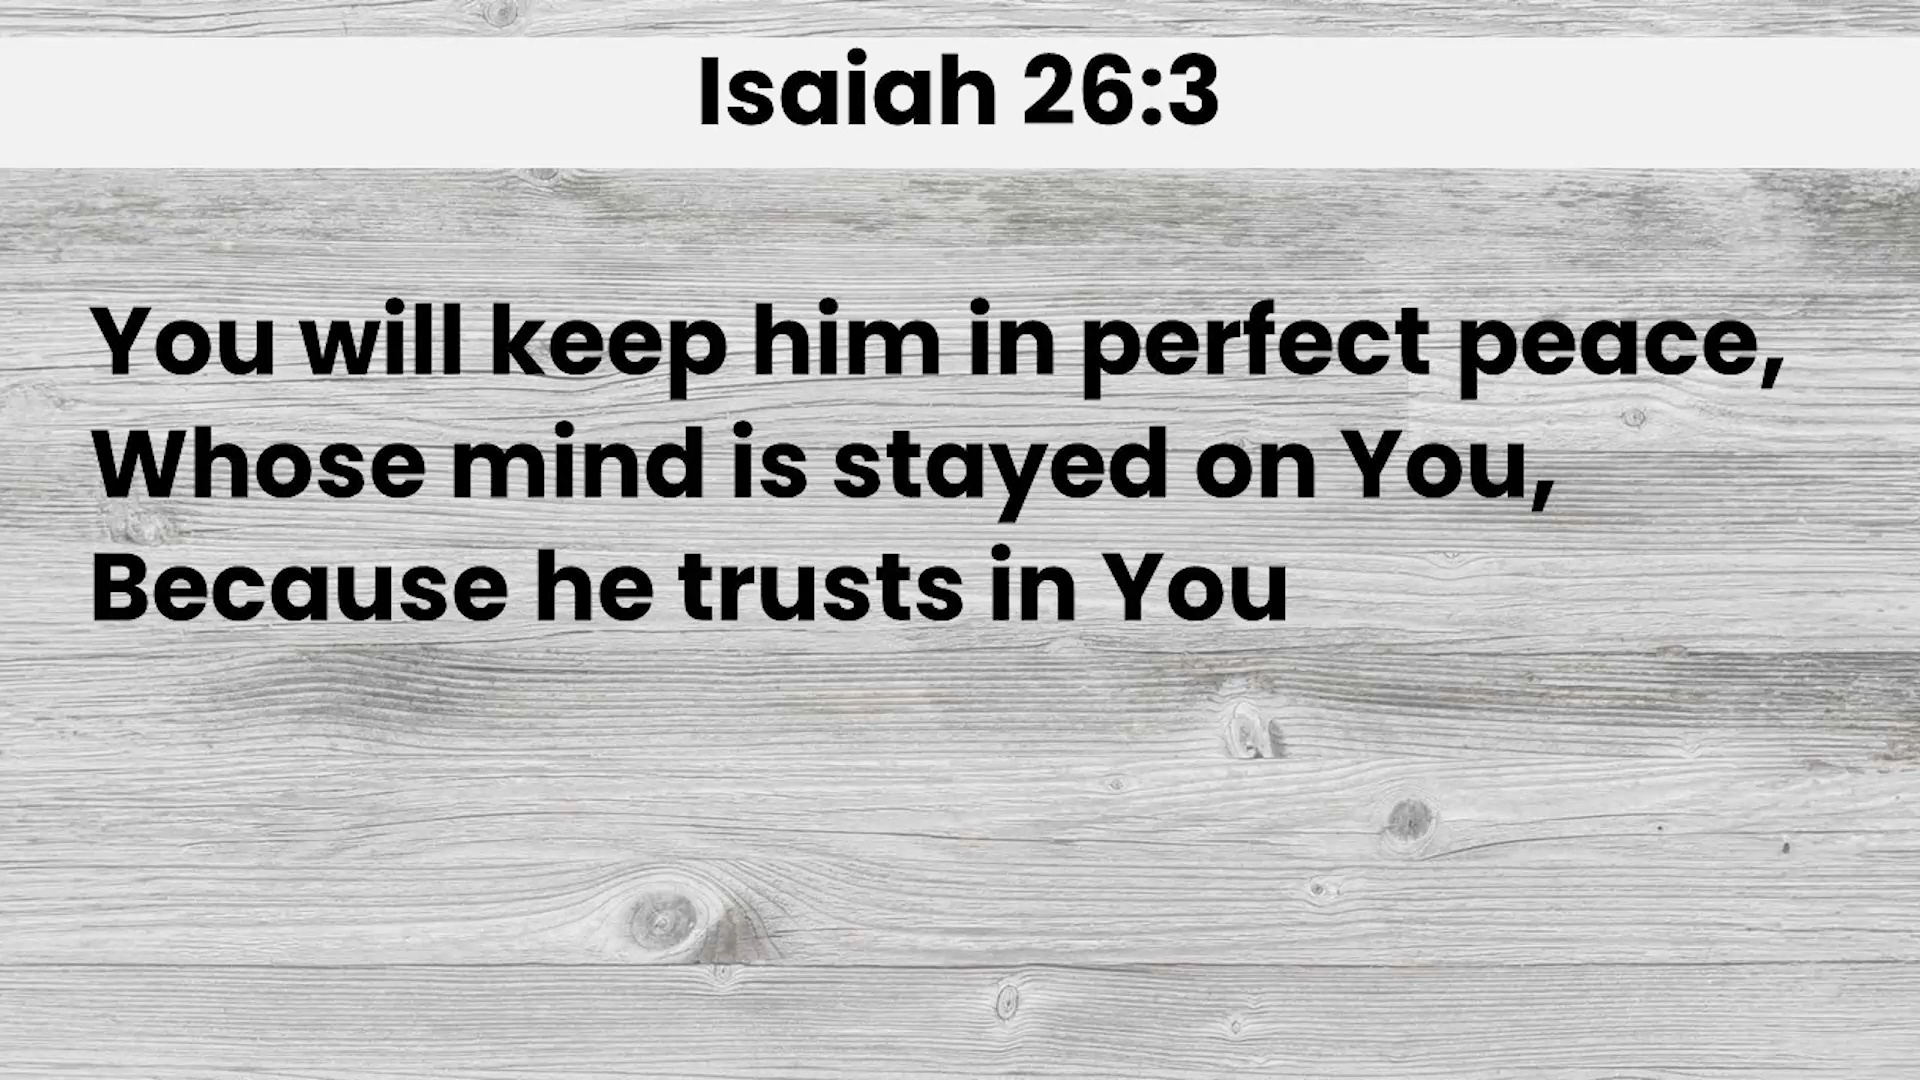 Isaiah 26:3
You will keep him in perfect peace,
Whose mind is stayed on You,
Because he trusts in You